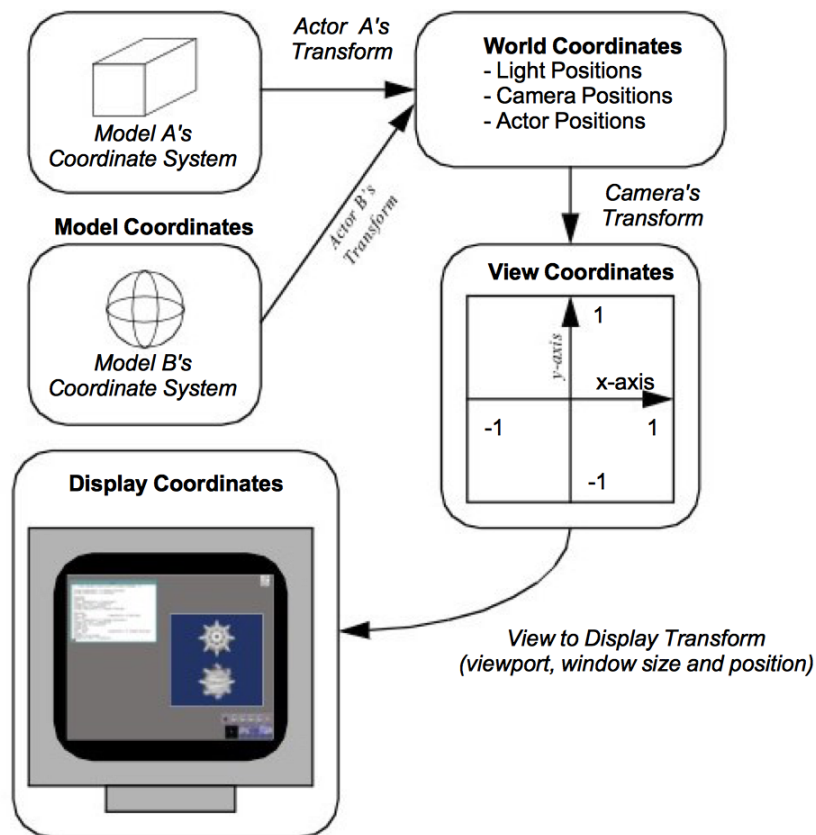 Actor A's
Transform
World Coordinates
- Light Positions
- Camera Positions
- Actor Positions
Model A's
Coordinate System
Camera's
Transform
Model Coordinates
Actor B's
Transform
Model B's
Coordinate System
View Coordinates
1
y-axis
x-axis
-1
1
-1
Display Coordinates
View to Display Transform
(viewport, window size and position)